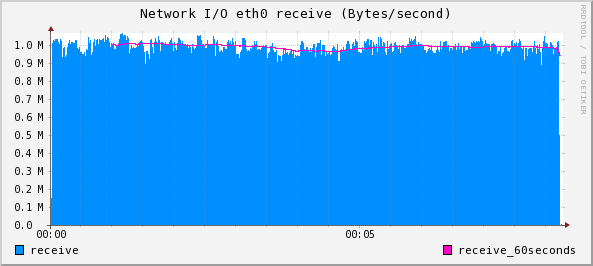 Network I/O eth0 receive (Bytes/second)
RRDTOOL / TOBI OETIKER
1.0 M
0.9 M
0.8 M
0.7 M
0.6 M
0.5 M
0.4 M
0.3 M
0.2 M
0.1 M
0.0
00:00 00:05
receive receive_60seconds